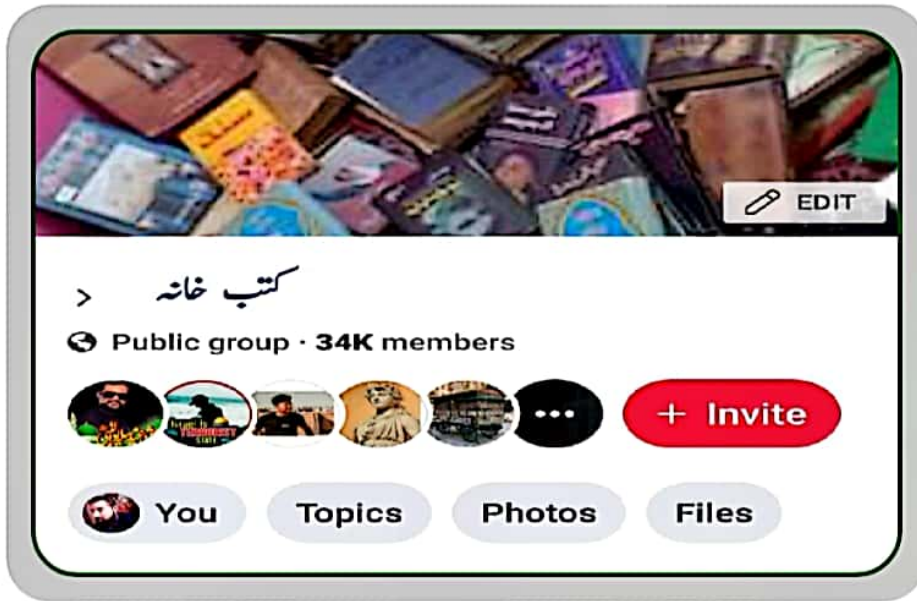 EDIT
کتب خانہ >
Public group · 34K members
+ Invite
You Topics Photos Files